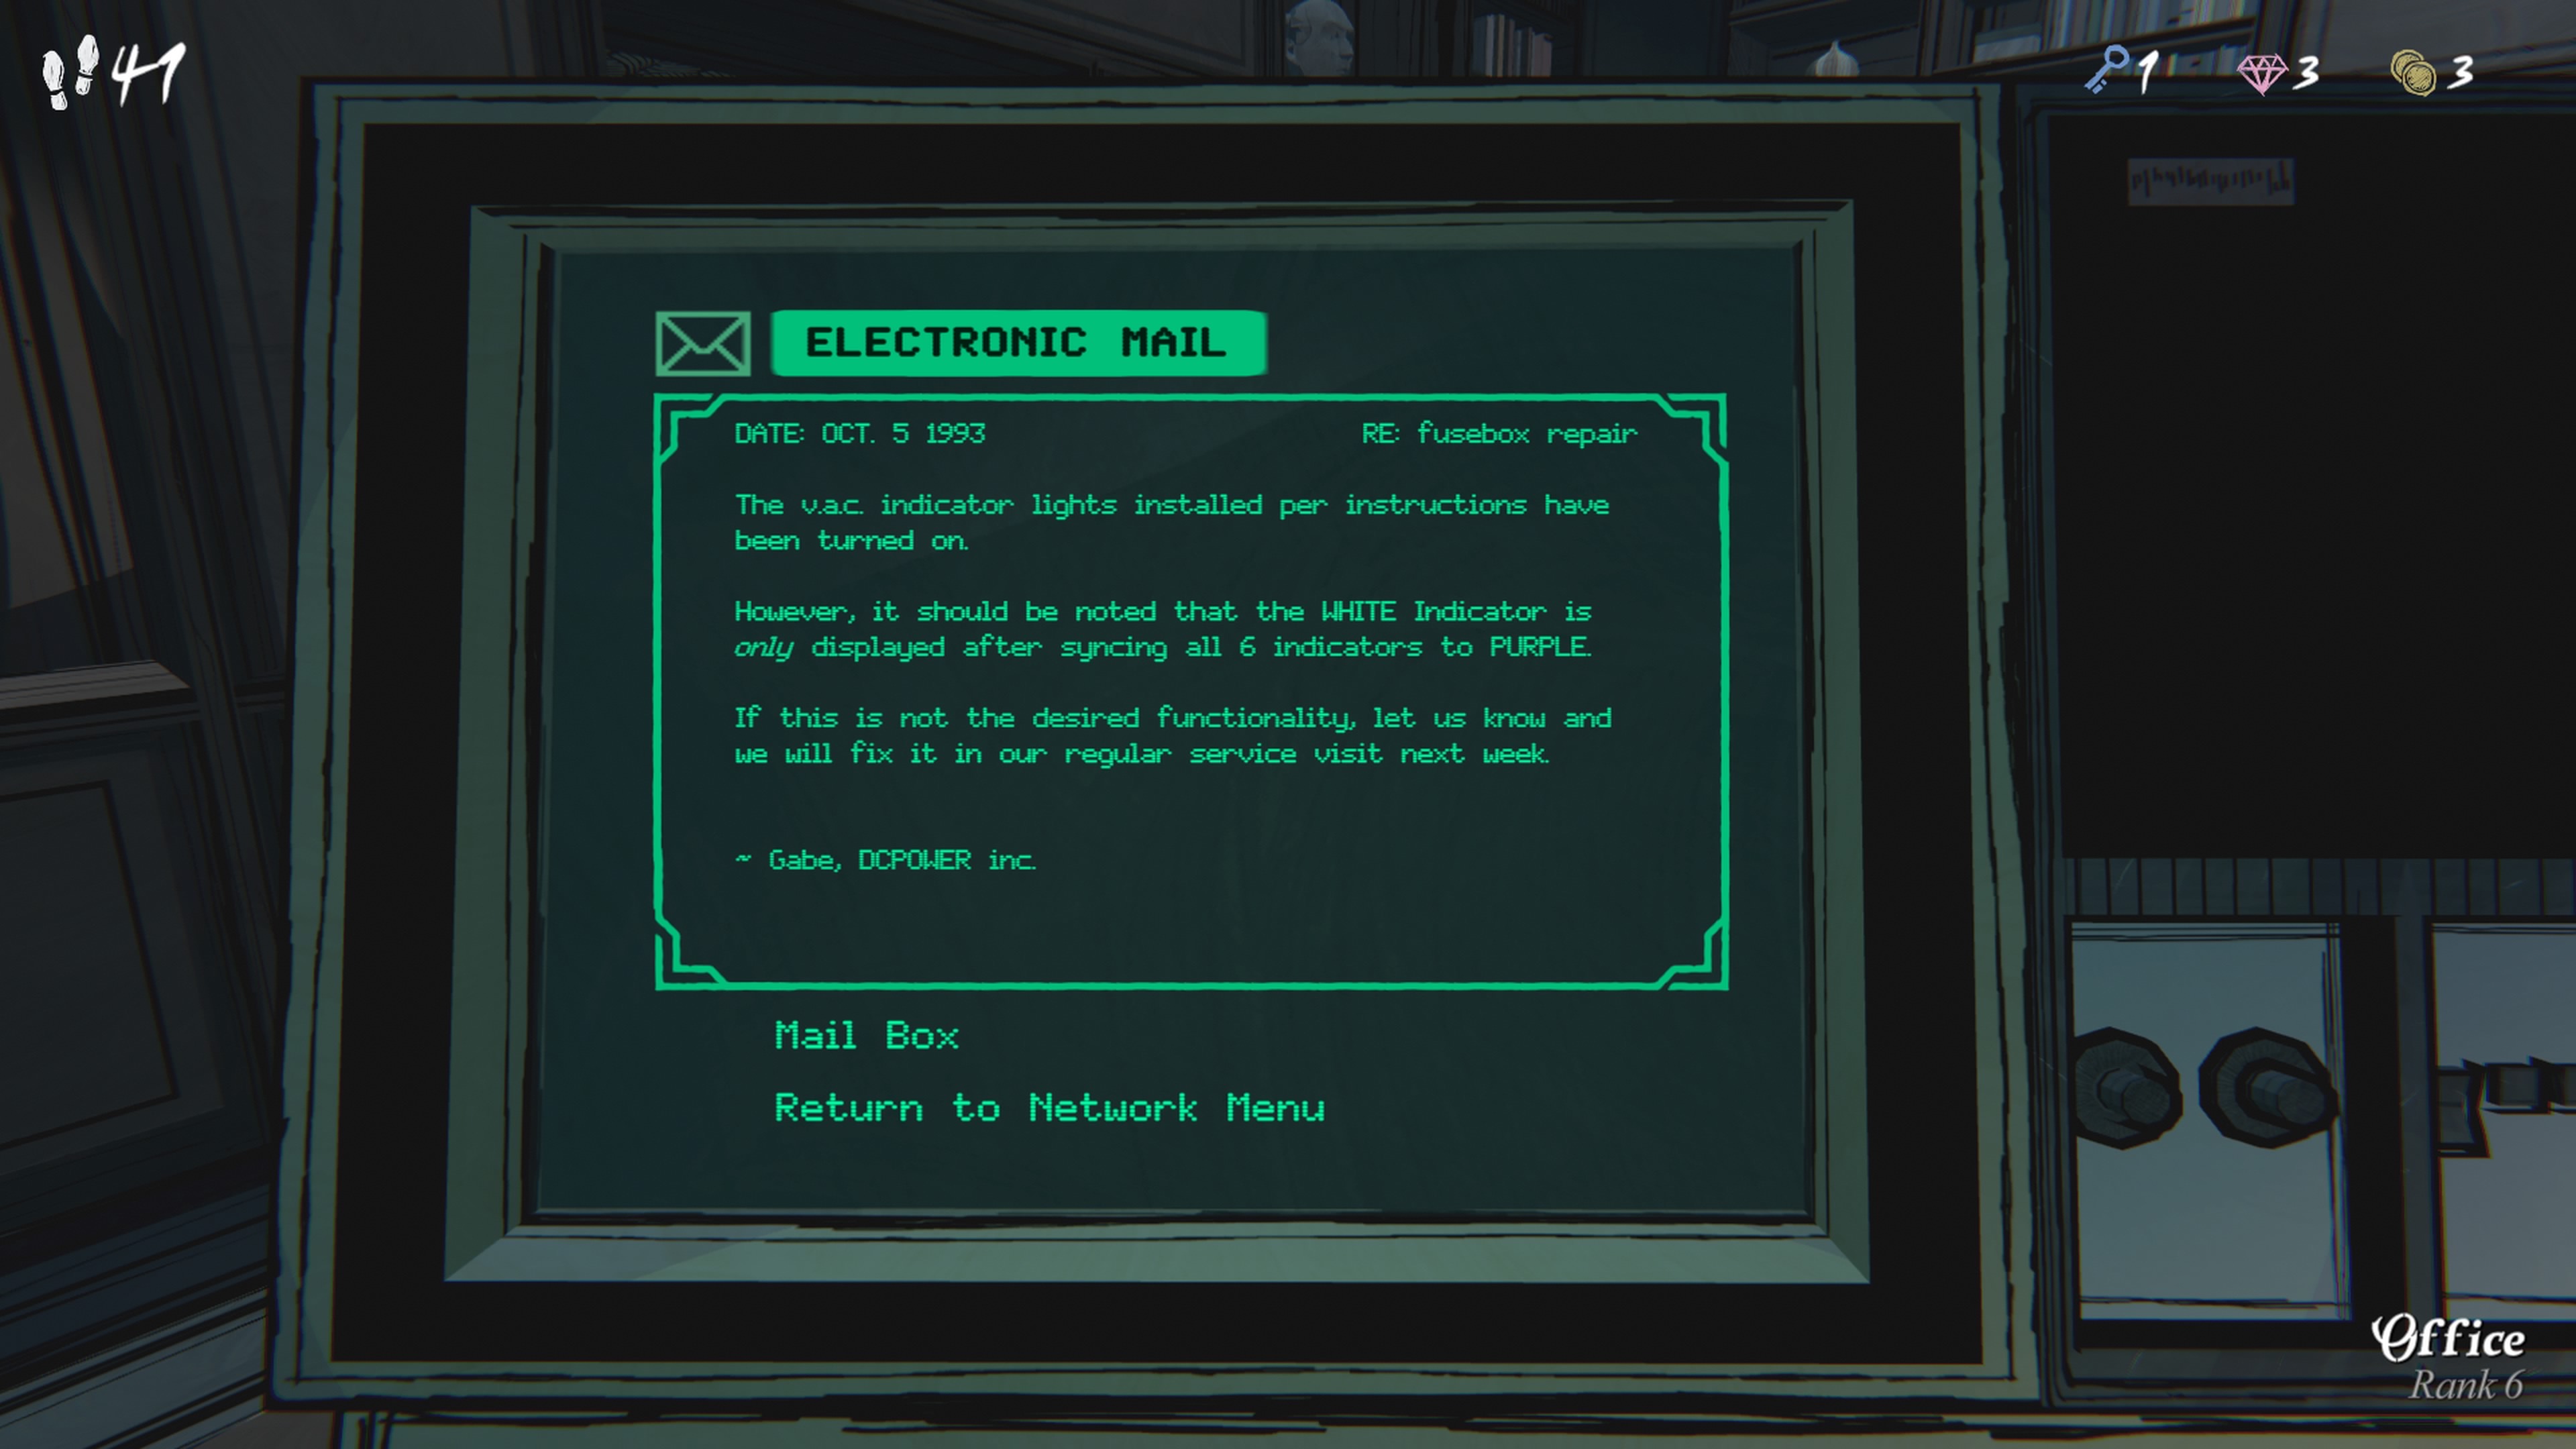 41
1 3 3
ELECTRONIC MAIL
DATE: OCT. 5 1993 RE: fusebox repair
The v.a.c. indicator lights installed per instructions have
been turned on.
However, it should be noted that the WHITE Indicator is
only displayed after syncing all 6 indicators to PURPLE.
If this is not the desired functionality, let us know and
we will fix it in our regular service visit next week.
~ Gabe, DCPOWER inc.
Mail Box
Return to Network Menu
Office
Rank 6